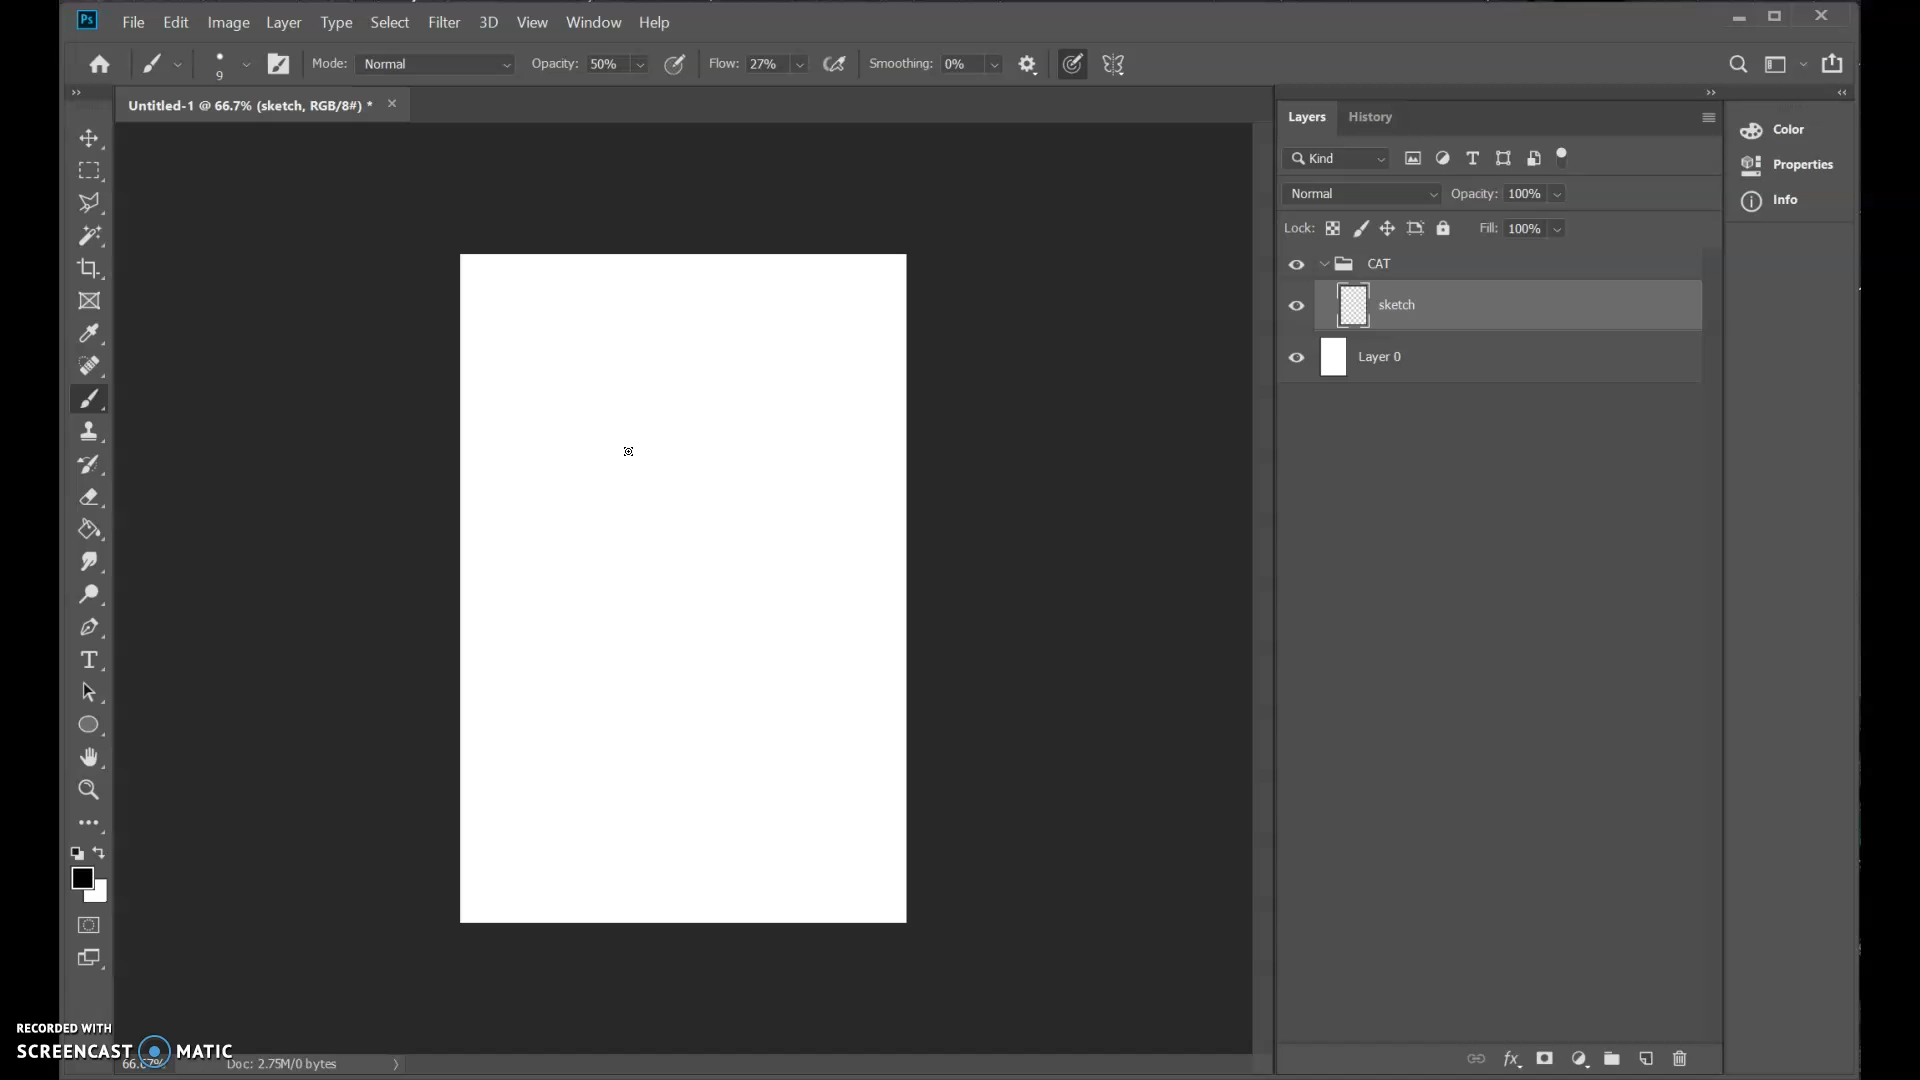 Ps File Edit Image Layer Type Select Filter 3D View Window Help
9 Mode: Normal Opacity: 50% Flow: 27% Smoothing: 0%
Untitled-1 @ 66.7% (sketch, RGB/8#) *
Layers History
Kind
Normal Opacity: 100%
Lock: Fill: 100%
CAT
sketch
Layer 0
Color
Properties
Info
RECORDED WITH
SCREENCAST MATIC
66.67% Doc: 2.75M/0 bytes